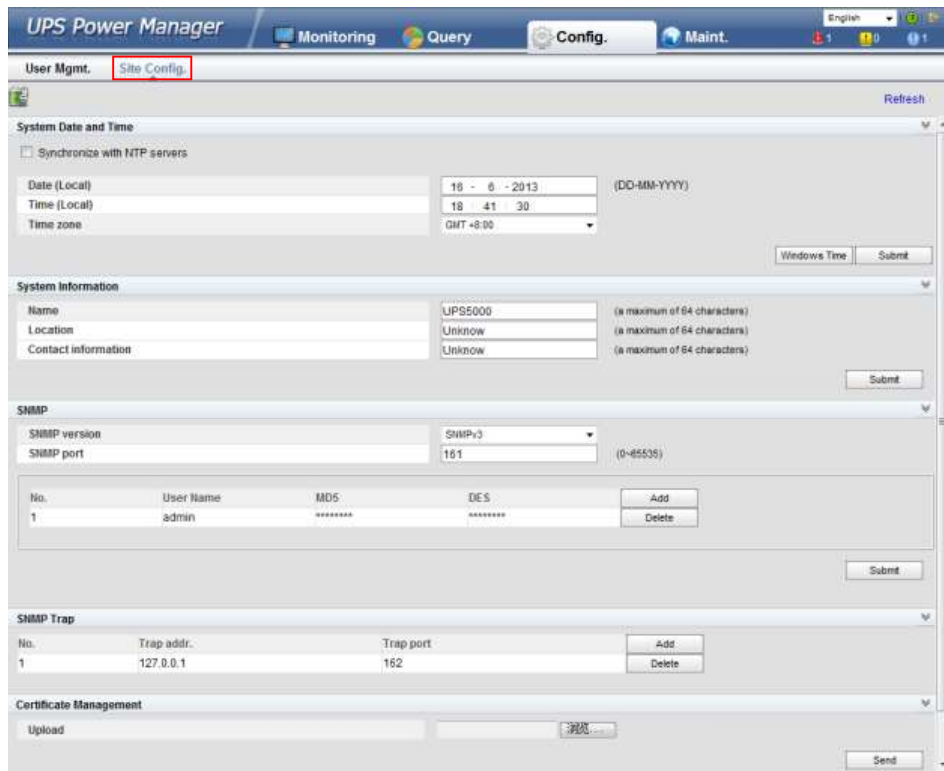 UPS Power Manager
Monitoring Query Config. Maint.
English
1 0 1
User Mgmt. Site Config.
Refresh
System Date and Time
Synchronize with NTP servers
Date (Local) 16 - 6 - 2013 (DD-MM-YYYY)
Time (Local) 18 : 41 : 30
Time zone GMT +8:00
Windows Time Submit
System Information
Name UPS5000 (a maximum of 64 characters)
Location Unknow (a maximum of 64 characters)
Contact information Unknow (a maximum of 64 characters)
Submit
SNMP
SNMP version SNMPv3
SNMP port 161 (0~65535)
No. User Name MD5 DES Add
1 admin ******** ******** Delete
Submit
SNMP Trap
No. Trap addr. Trap port Add
1 127.0.0.1 162 Delete
Certificate Management
Upload 浏览...
Send